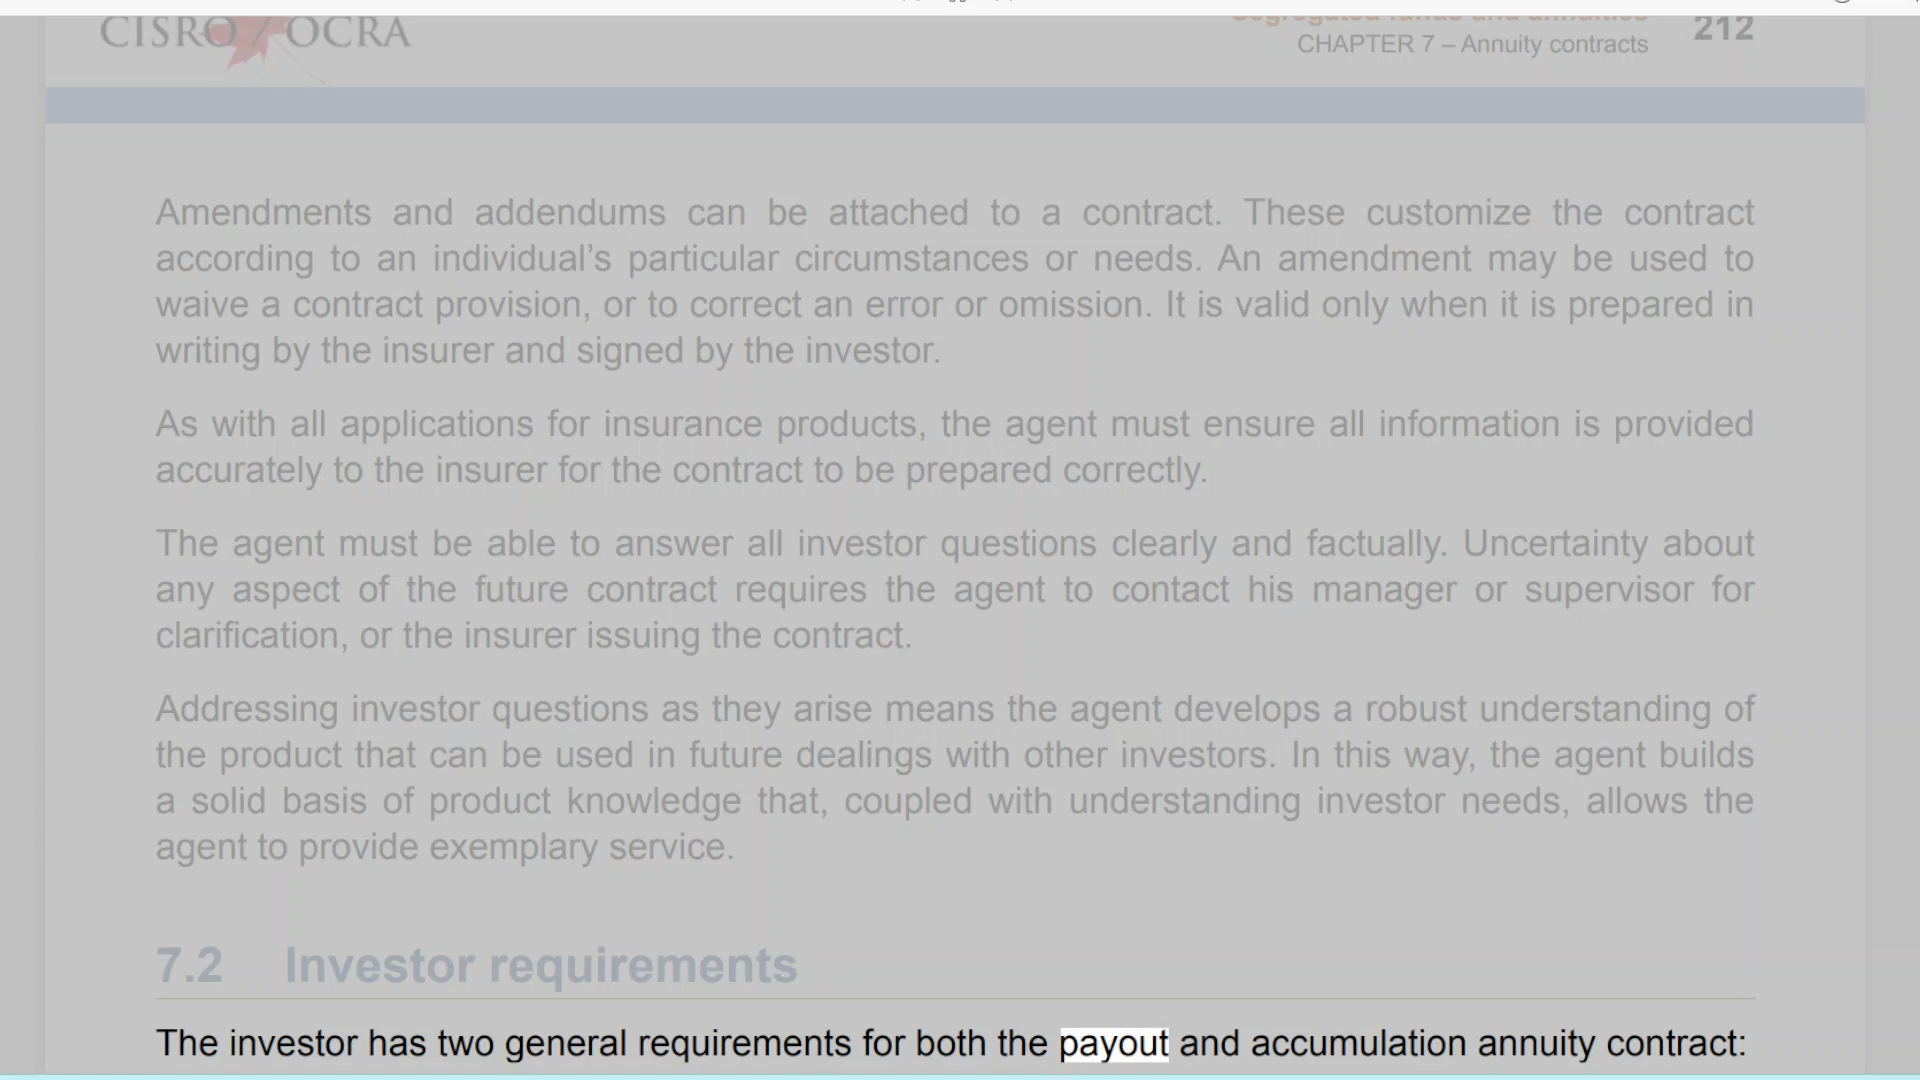 CISRO OCRA
Segregated funds and annuities
212
CHAPTER 7 – Annuity contracts
Amendments and addendums can be attached to a contract. These customize the contract
according to an individual’s particular circumstances or needs. An amendment may be used to
waive a contract provision, or to correct an error or omission. It is valid only when it is prepared in
writing by the insurer and signed by the investor.
As with all applications for insurance products, the agent must ensure all information is provided
accurately to the insurer for the contract to be prepared correctly.
The agent must be able to answer all investor questions clearly and factually. Uncertainty about
any aspect of the future contract requires the agent to contact his manager or supervisor for
clarification, or the insurer issuing the contract.
Addressing investor questions as they arise means the agent develops a robust understanding of
the product that can be used in future dealings with other investors. In this way, the agent builds
a solid basis of product knowledge that, coupled with understanding investor needs, allows the
agent to provide exemplary service.
7.2 Investor requirements
The investor has two general requirements for both the payout and accumulation annuity contract: